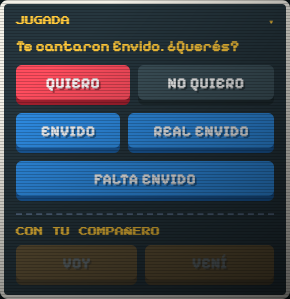 JUGADA
Te cantaron Envido. ¿Querés?
QUIERO NO QUIERO
ENVIDO REAL ENVIDO
FALTA ENVIDO
CON TU COMPAÑERO
VOY VENÍ